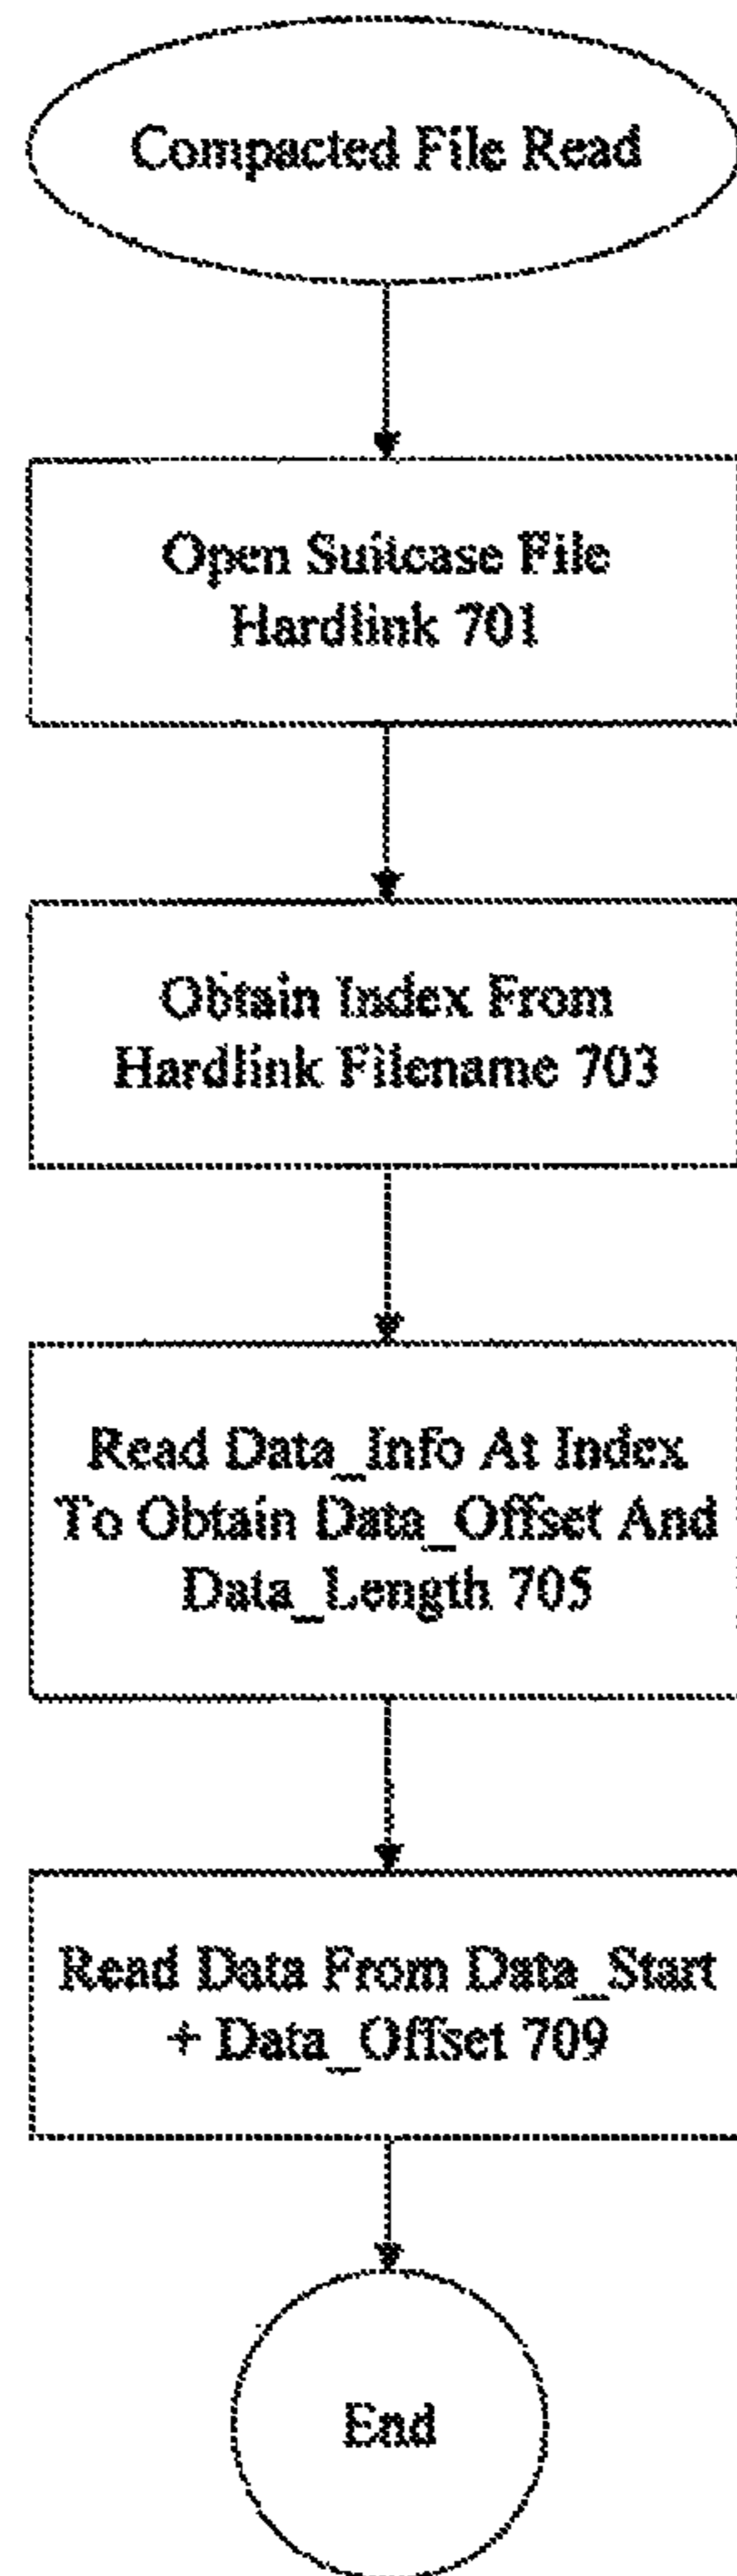 Compacted File Read
Open Suitcase File
Hardlink 701
Obtain Index From
Hardlink Filename 703
Read Data_Info At Index
To Obtain Data_Offset And
Data_Length 705
Read Data From Data_Start
+ Data_Offset 709
End